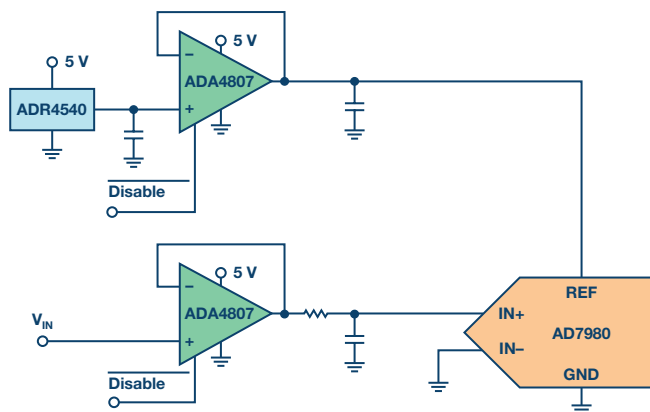 5 V
5 V
ADR4540
−
ADA4807
+
Disable
5 V
−
ADA4807
+
VIN
Disable
REF
IN+
AD7980
IN−
GND